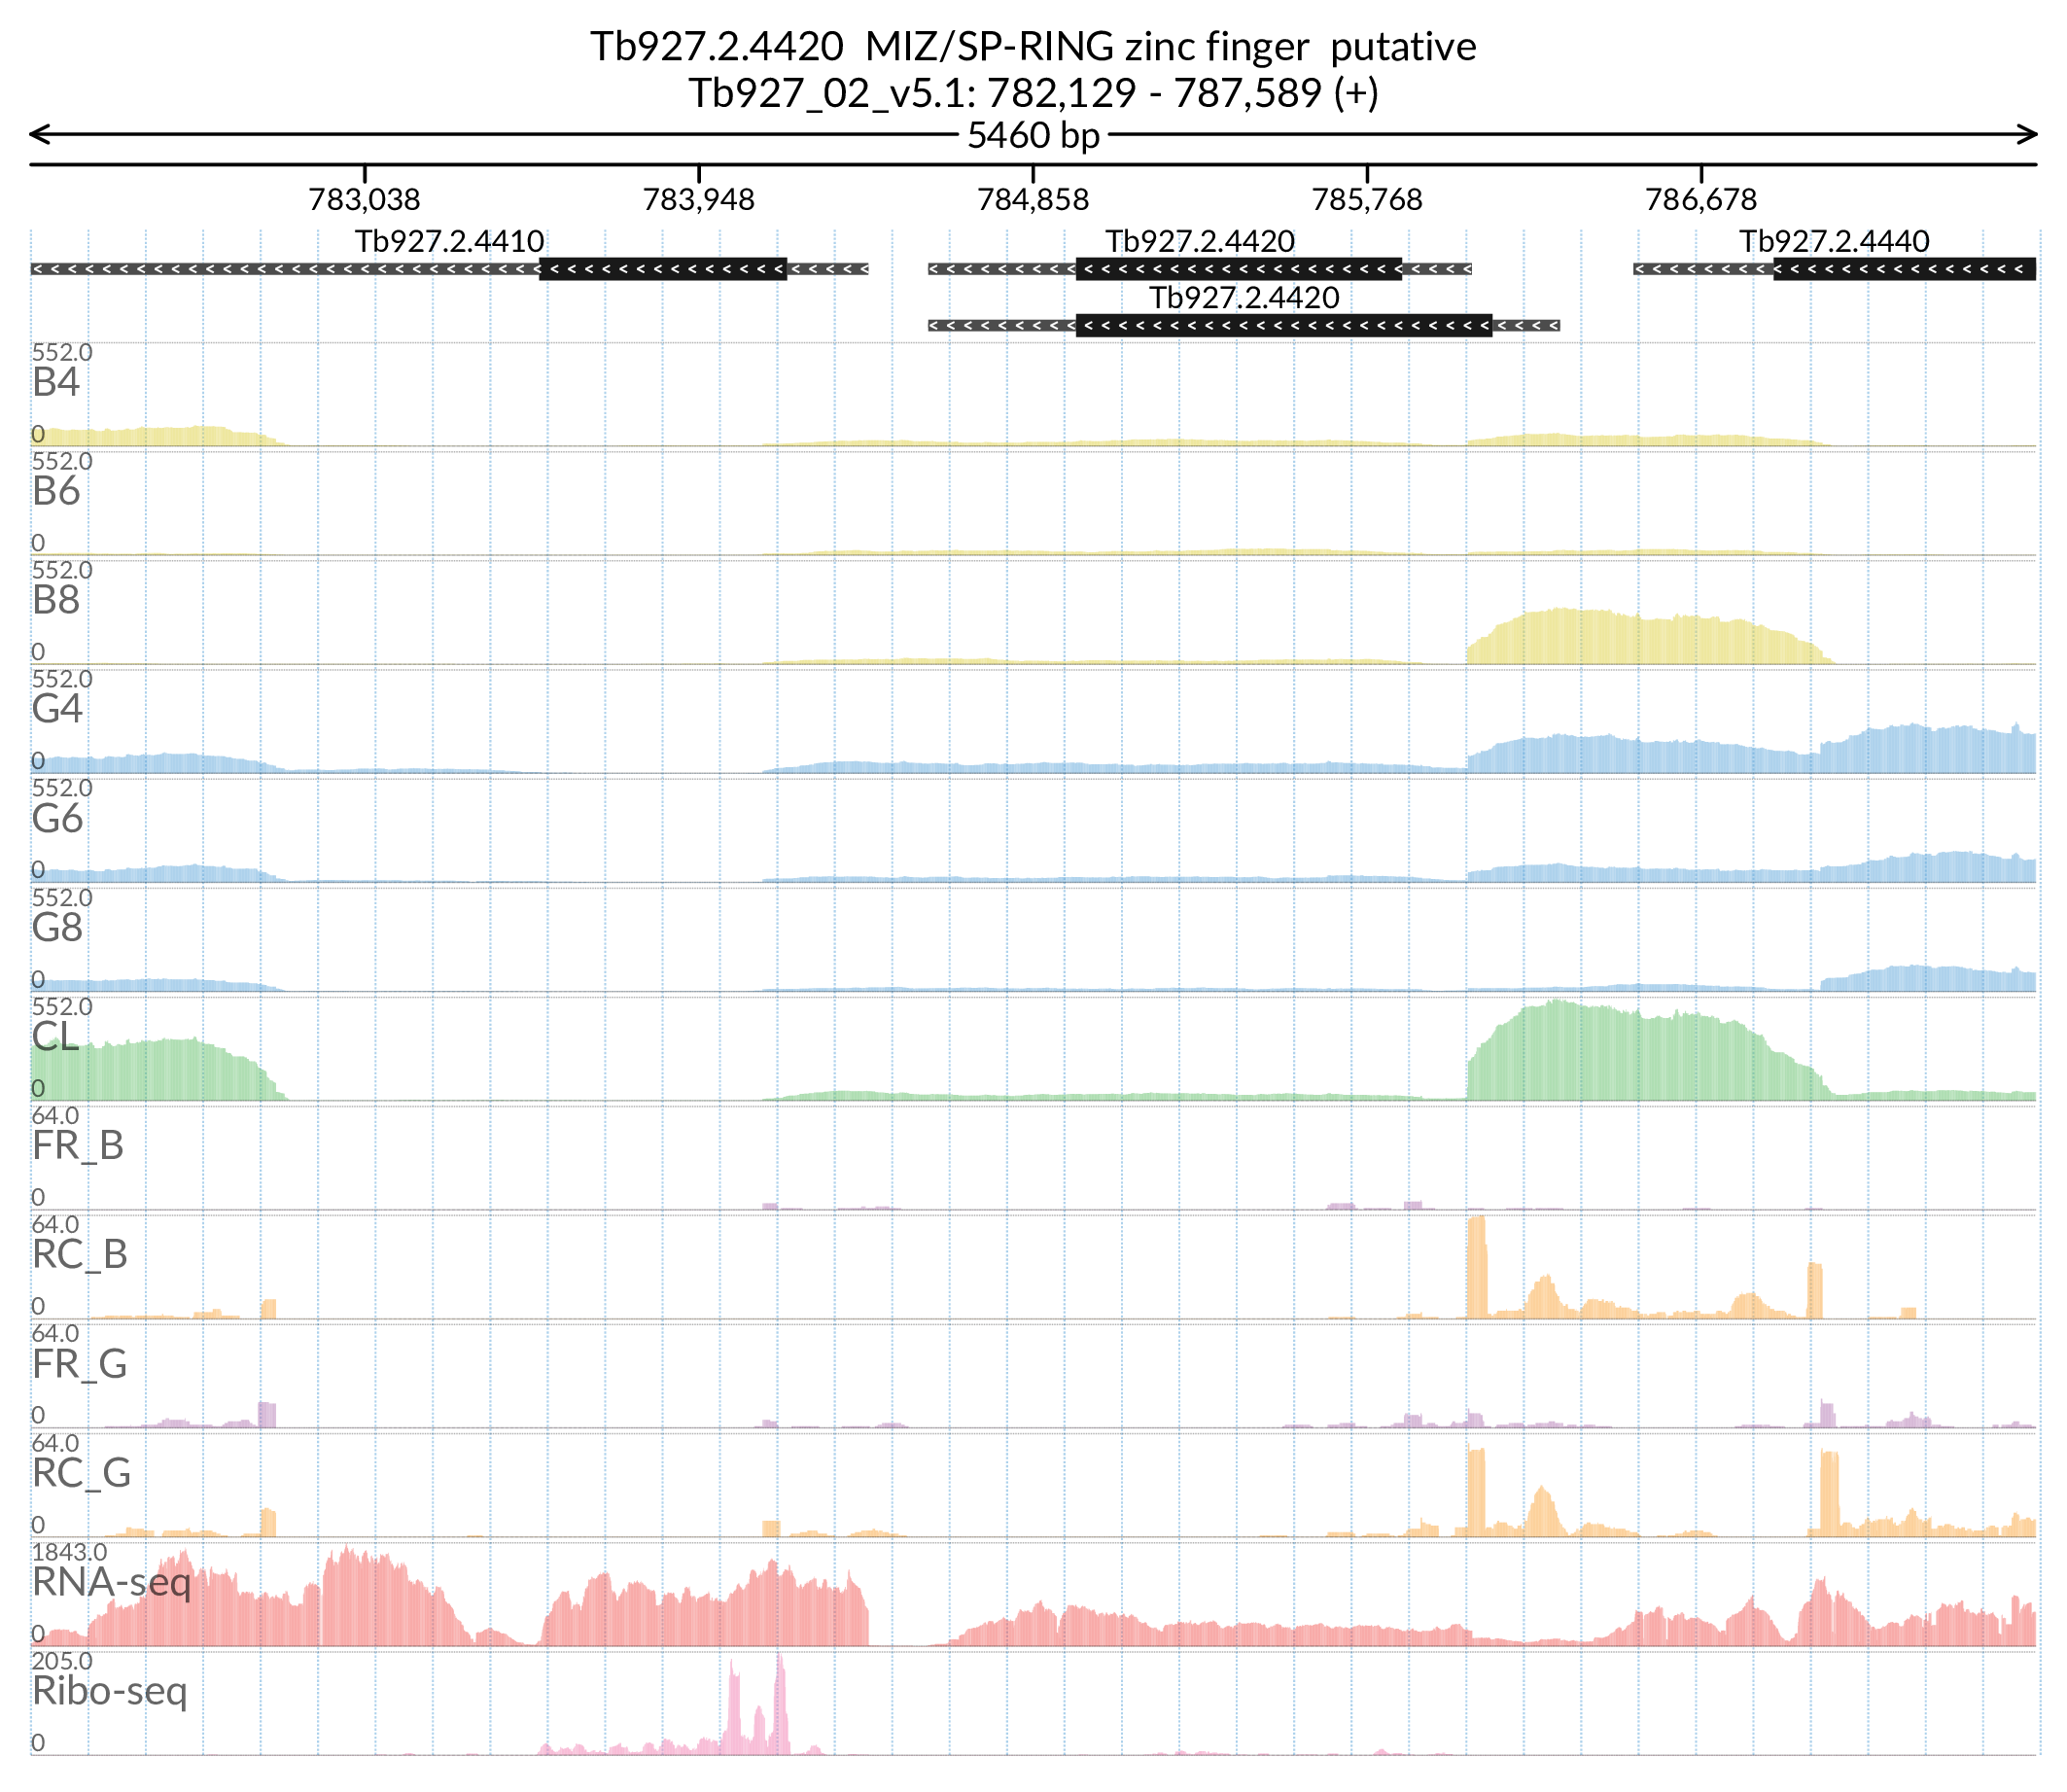 Tb927.2.4420  MIZ/SP-RING zinc finger  putative
Tb927_02_v5.1: 782,129 - 787,589 (+)
5460 bp
783,038 783,948 784,858 785,768 786,678
Tb927.2.4410 Tb927.2.4420 Tb927.2.4440
Tb927.2.4420
552.0
B4
0
552.0
B6
0
552.0
B8
0
552.0
G4
0
552.0
G6
0
552.0
G8
0
552.0
CL
0
64.0
FR_B
0
64.0
RC_B
0
64.0
FR_G
0
64.0
RC_G
0
1843.0
RNA-seq
0
205.0
Ribo-seq
0